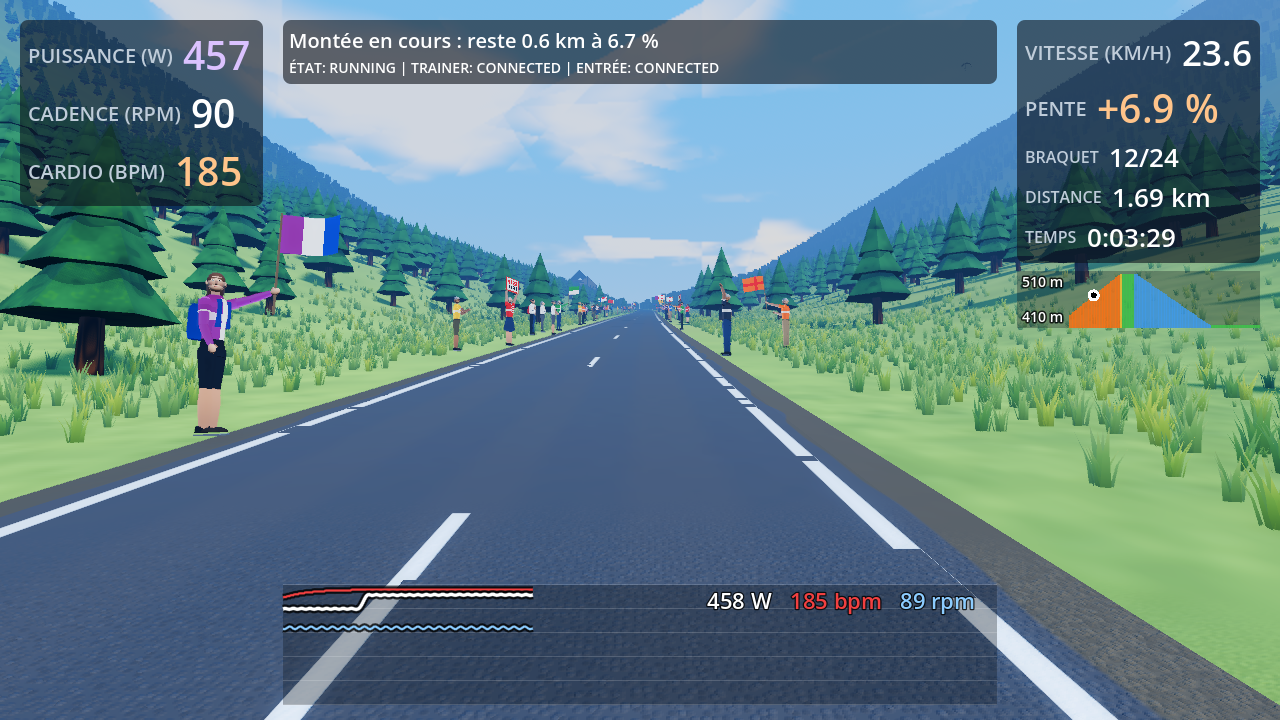 PUISSANCE (W) 457
CADENCE (RPM) 90
CARDIO (BPM) 185
Montée en cours : reste 0.6 km à 6.7 %
ÉTAT: RUNNING | TRAINER: CONNECTED | ENTRÉE: CONNECTED
VITESSE (KM/H) 23.6
PENTE +6.9 %
BRAQUET 12/24
DISTANCE 1.69 km
TEMPS 0:03:29
510 m
410 m
458 W 185 bpm 89 rpm